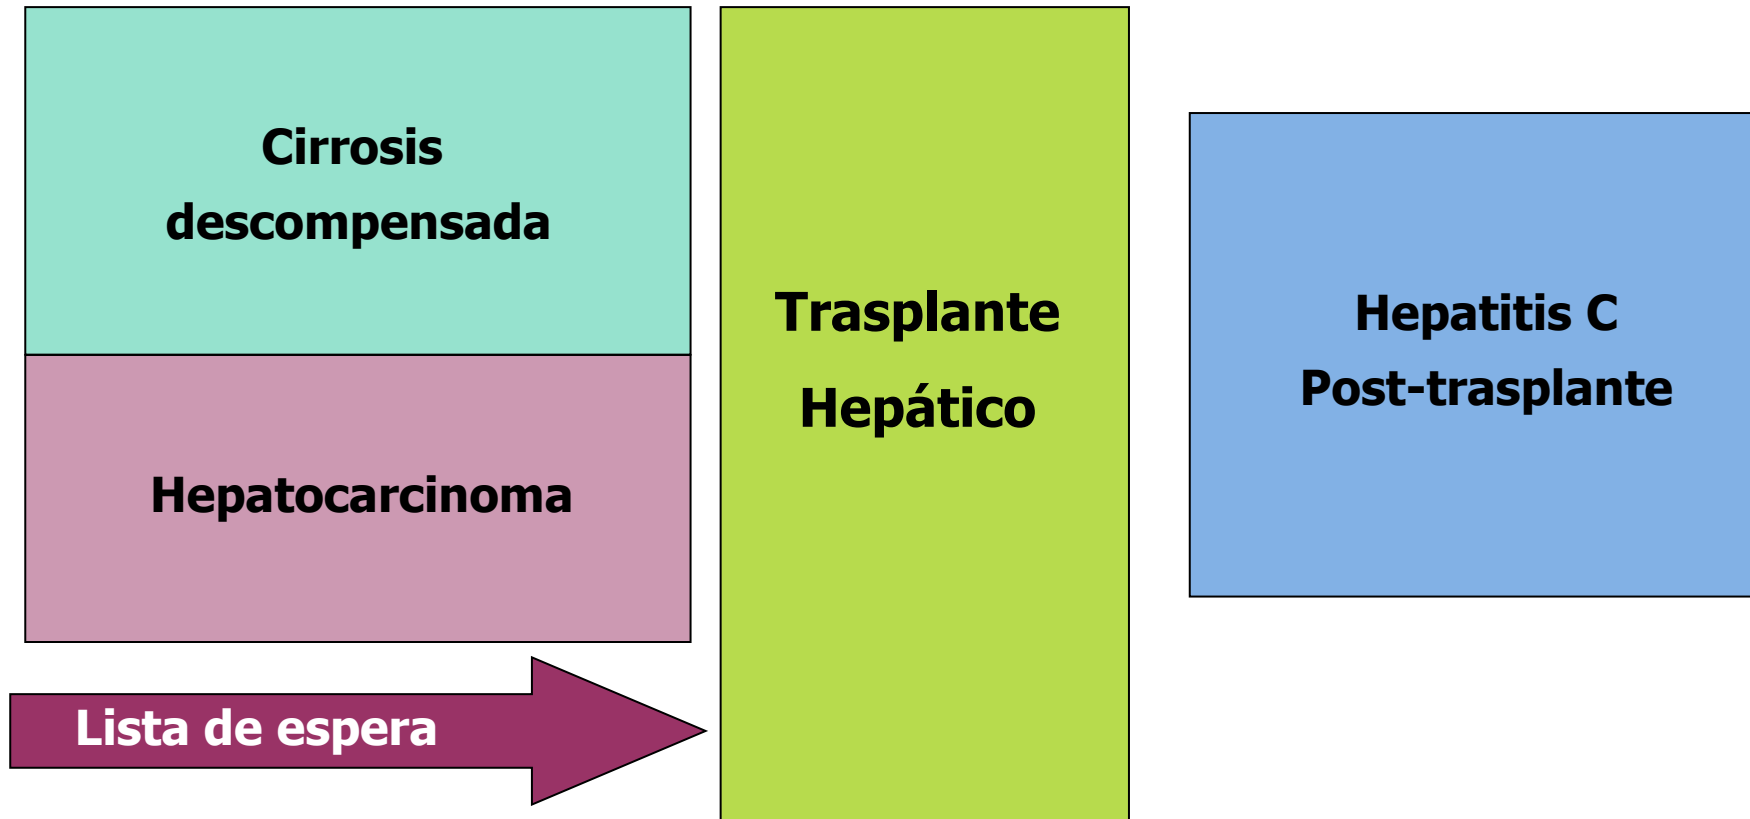 Cirrosis
descompensada
Hepatocarcinoma
Lista de espera
Trasplante
Hepático
Hepatitis C
Post-trasplante